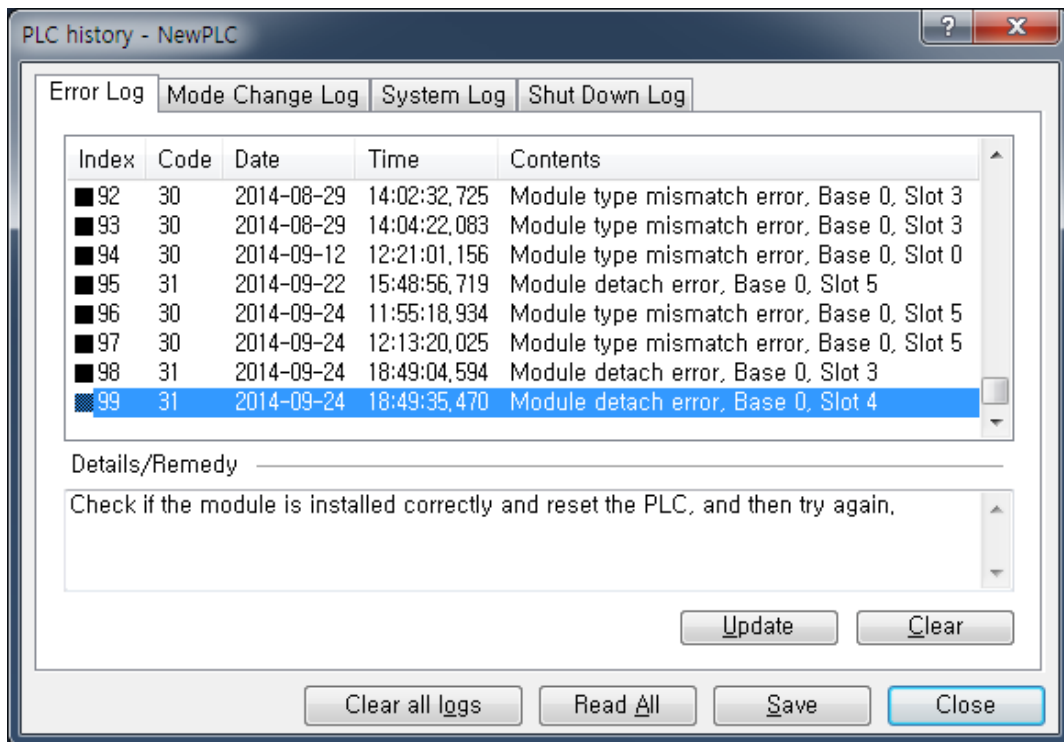 PLC history - NewPLC
Error Log Mode Change Log System Log Shut Down Log
Index Code Date Time Contents
92 30 2014-08-29 14:02:32,725 Module type mismatch error, Base 0, Slot 3
93 30 2014-08-29 14:04:22,083 Module type mismatch error, Base 0, Slot 3
94 30 2014-09-12 12:21:01,156 Module type mismatch error, Base 0, Slot 0
95 31 2014-09-22 15:48:56,719 Module detach error, Base 0, Slot 5
96 30 2014-09-24 11:55:18,934 Module type mismatch error, Base 0, Slot 5
97 30 2014-09-24 12:13:20,025 Module type mismatch error, Base 0, Slot 5
98 31 2014-09-24 18:49:04,594 Module detach error, Base 0, Slot 3
99 31 2014-09-24 18:49:35,470 Module detach error, Base 0, Slot 4
Details/Remedy
Check if the module is installed correctly and reset the PLC, and then try again,
Update Clear
Clear all logs Read All Save Close